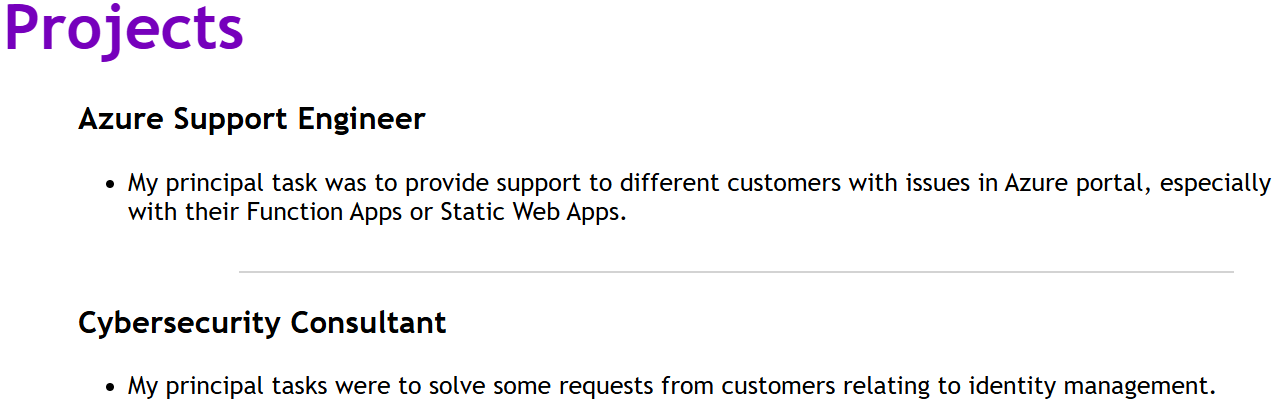 Projects
Azure Support Engineer
My principal task was to provide support to different customers with issues in Azure portal, especially
with their Function Apps or Static Web Apps.
Cybersecurity Consultant
My principal tasks were to solve some requests from customers relating to identity management.